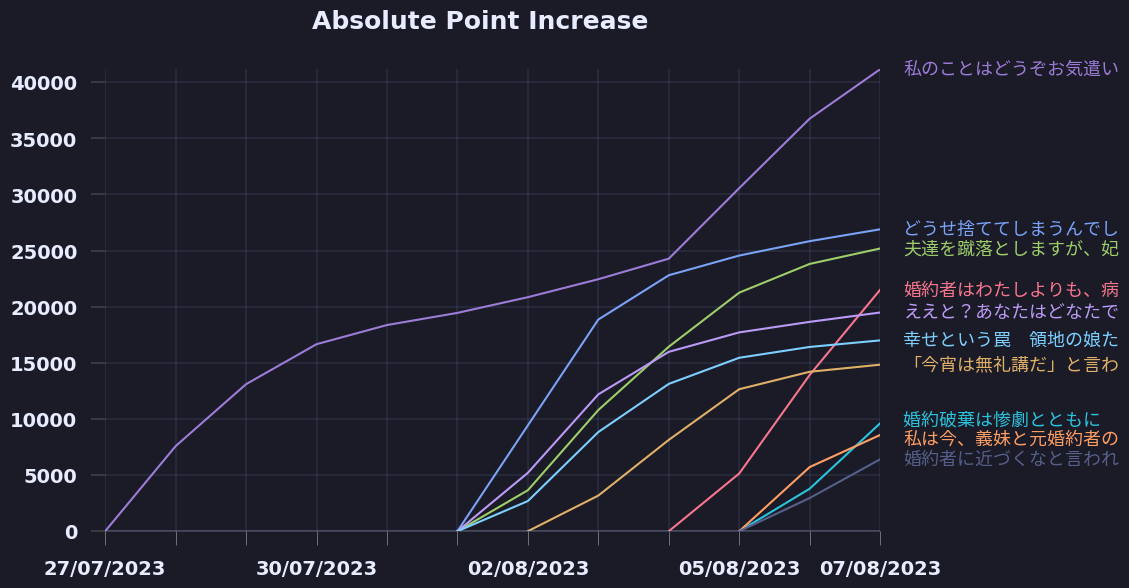 Absolute Point Increase
40000
35000
30000
25000
20000
15000
10000
5000
0
27/07/2023
30/07/2023
02/08/2023
05/08/2023
07/08/2023
私のことはどうぞお気遣い
どうせ捨ててしまうんでし
夫達を蹴落としますが、妃
婚約者はわたしよりも、病
ええと？あなたはどなたで
幸せという罠　領地の娘た
「今宵は無礼講だ」と言わ
婚約破棄は惨劇とともに
私は今、義妹と元婚約者の
婚約者に近づくなと言われ